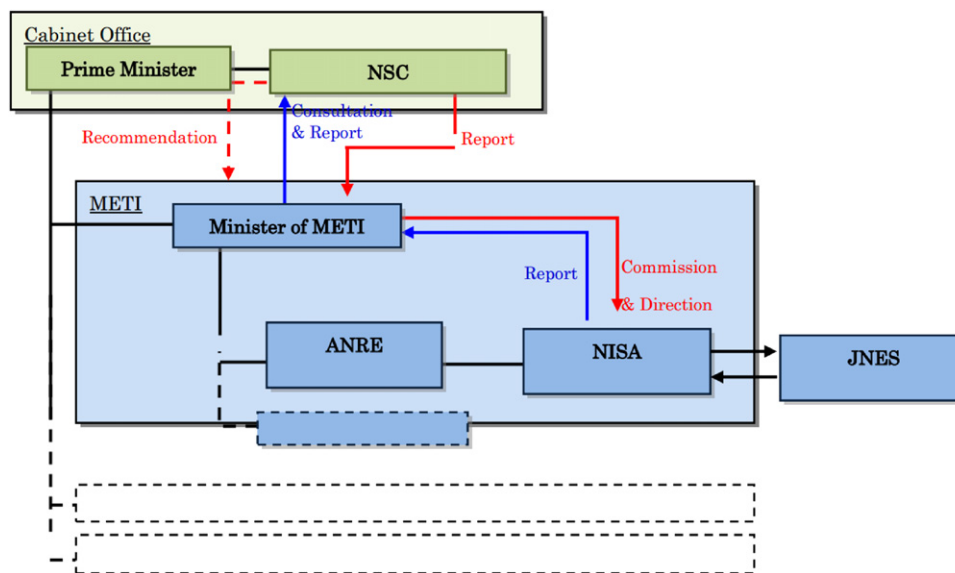 Cabinet Office
Prime Minister
NSC
Recommendation
Consultation
& Report
Report
METI
Minister of METI
Report
Commission
& Direction
ANRE
NISA
JNES